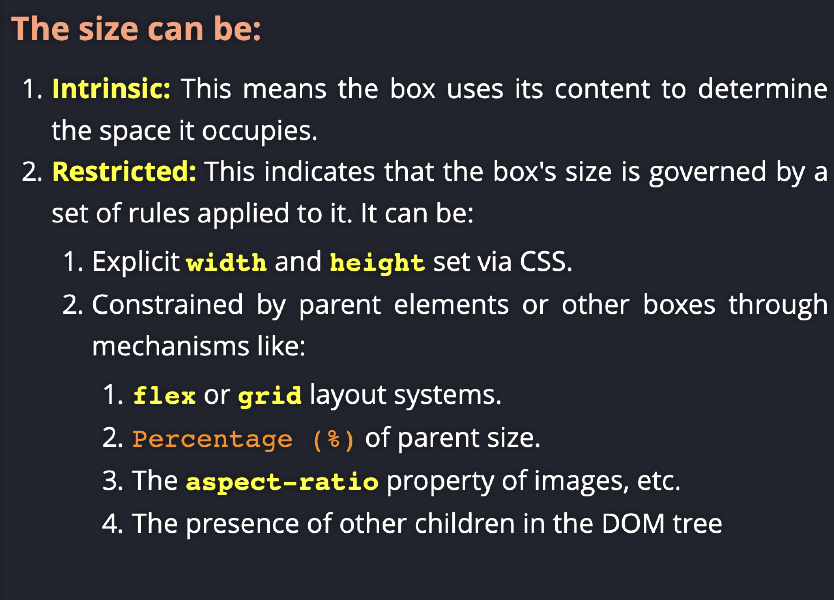 The size can be:
1. Intrinsic: This means the box uses its content to determine
the space it occupies.
2. Restricted: This indicates that the box's size is governed by a
set of rules applied to it. It can be:
1. Explicit width and height set via CSS.
2. Constrained by parent elements or other boxes through
mechanisms like:
1. flex or grid layout systems.
2. Percentage (%) of parent size.
3. The aspect-ratio property of images, etc.
4. The presence of other children in the DOM tree